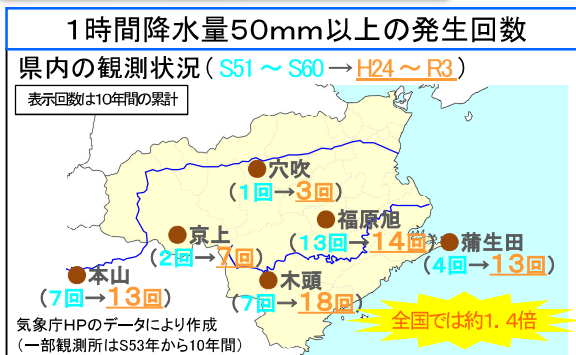 1時間降水量50mm以上の発生回数
県内の観測状況（S51～S60→H24～R3）
表示回数は10年間の累計
穴吹
（1回→3回）
福原旭
（13回→14回）
京上
（2回→7回）
蒲生田
（4回→13回）
本山
（7回→13回）
木頭
（7回→18回）
全国では約1.4倍
気象庁HPのデータにより作成
（一部観測所はS53年から10年間）